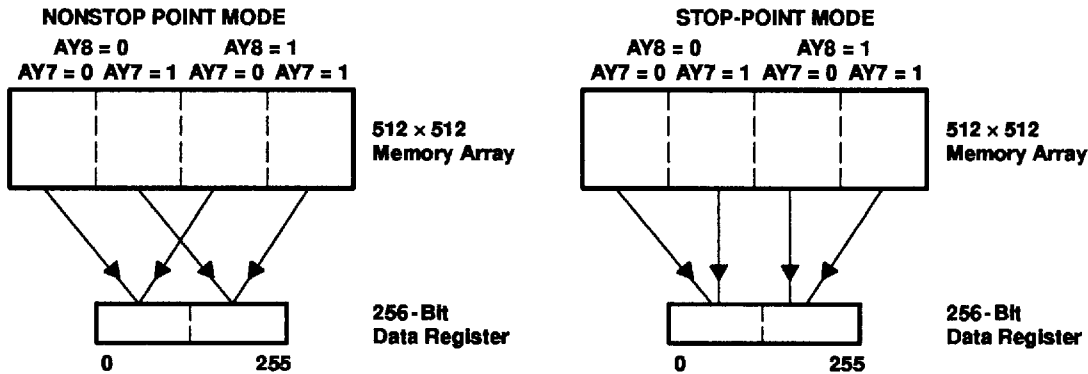 NONSTOP POINT MODE
AY8 = 0 AY8 = 1
AY7 = 0 AY7 = 1 AY7 = 0 AY7 = 1
512 × 512
Memory Array
256-Bit
Data Register
0 255
STOP-POINT MODE
AY8 = 0 AY8 = 1
AY7 = 0 AY7 = 1 AY7 = 0 AY7 = 1
512 × 512
Memory Array
256-Bit
Data Register
0 255